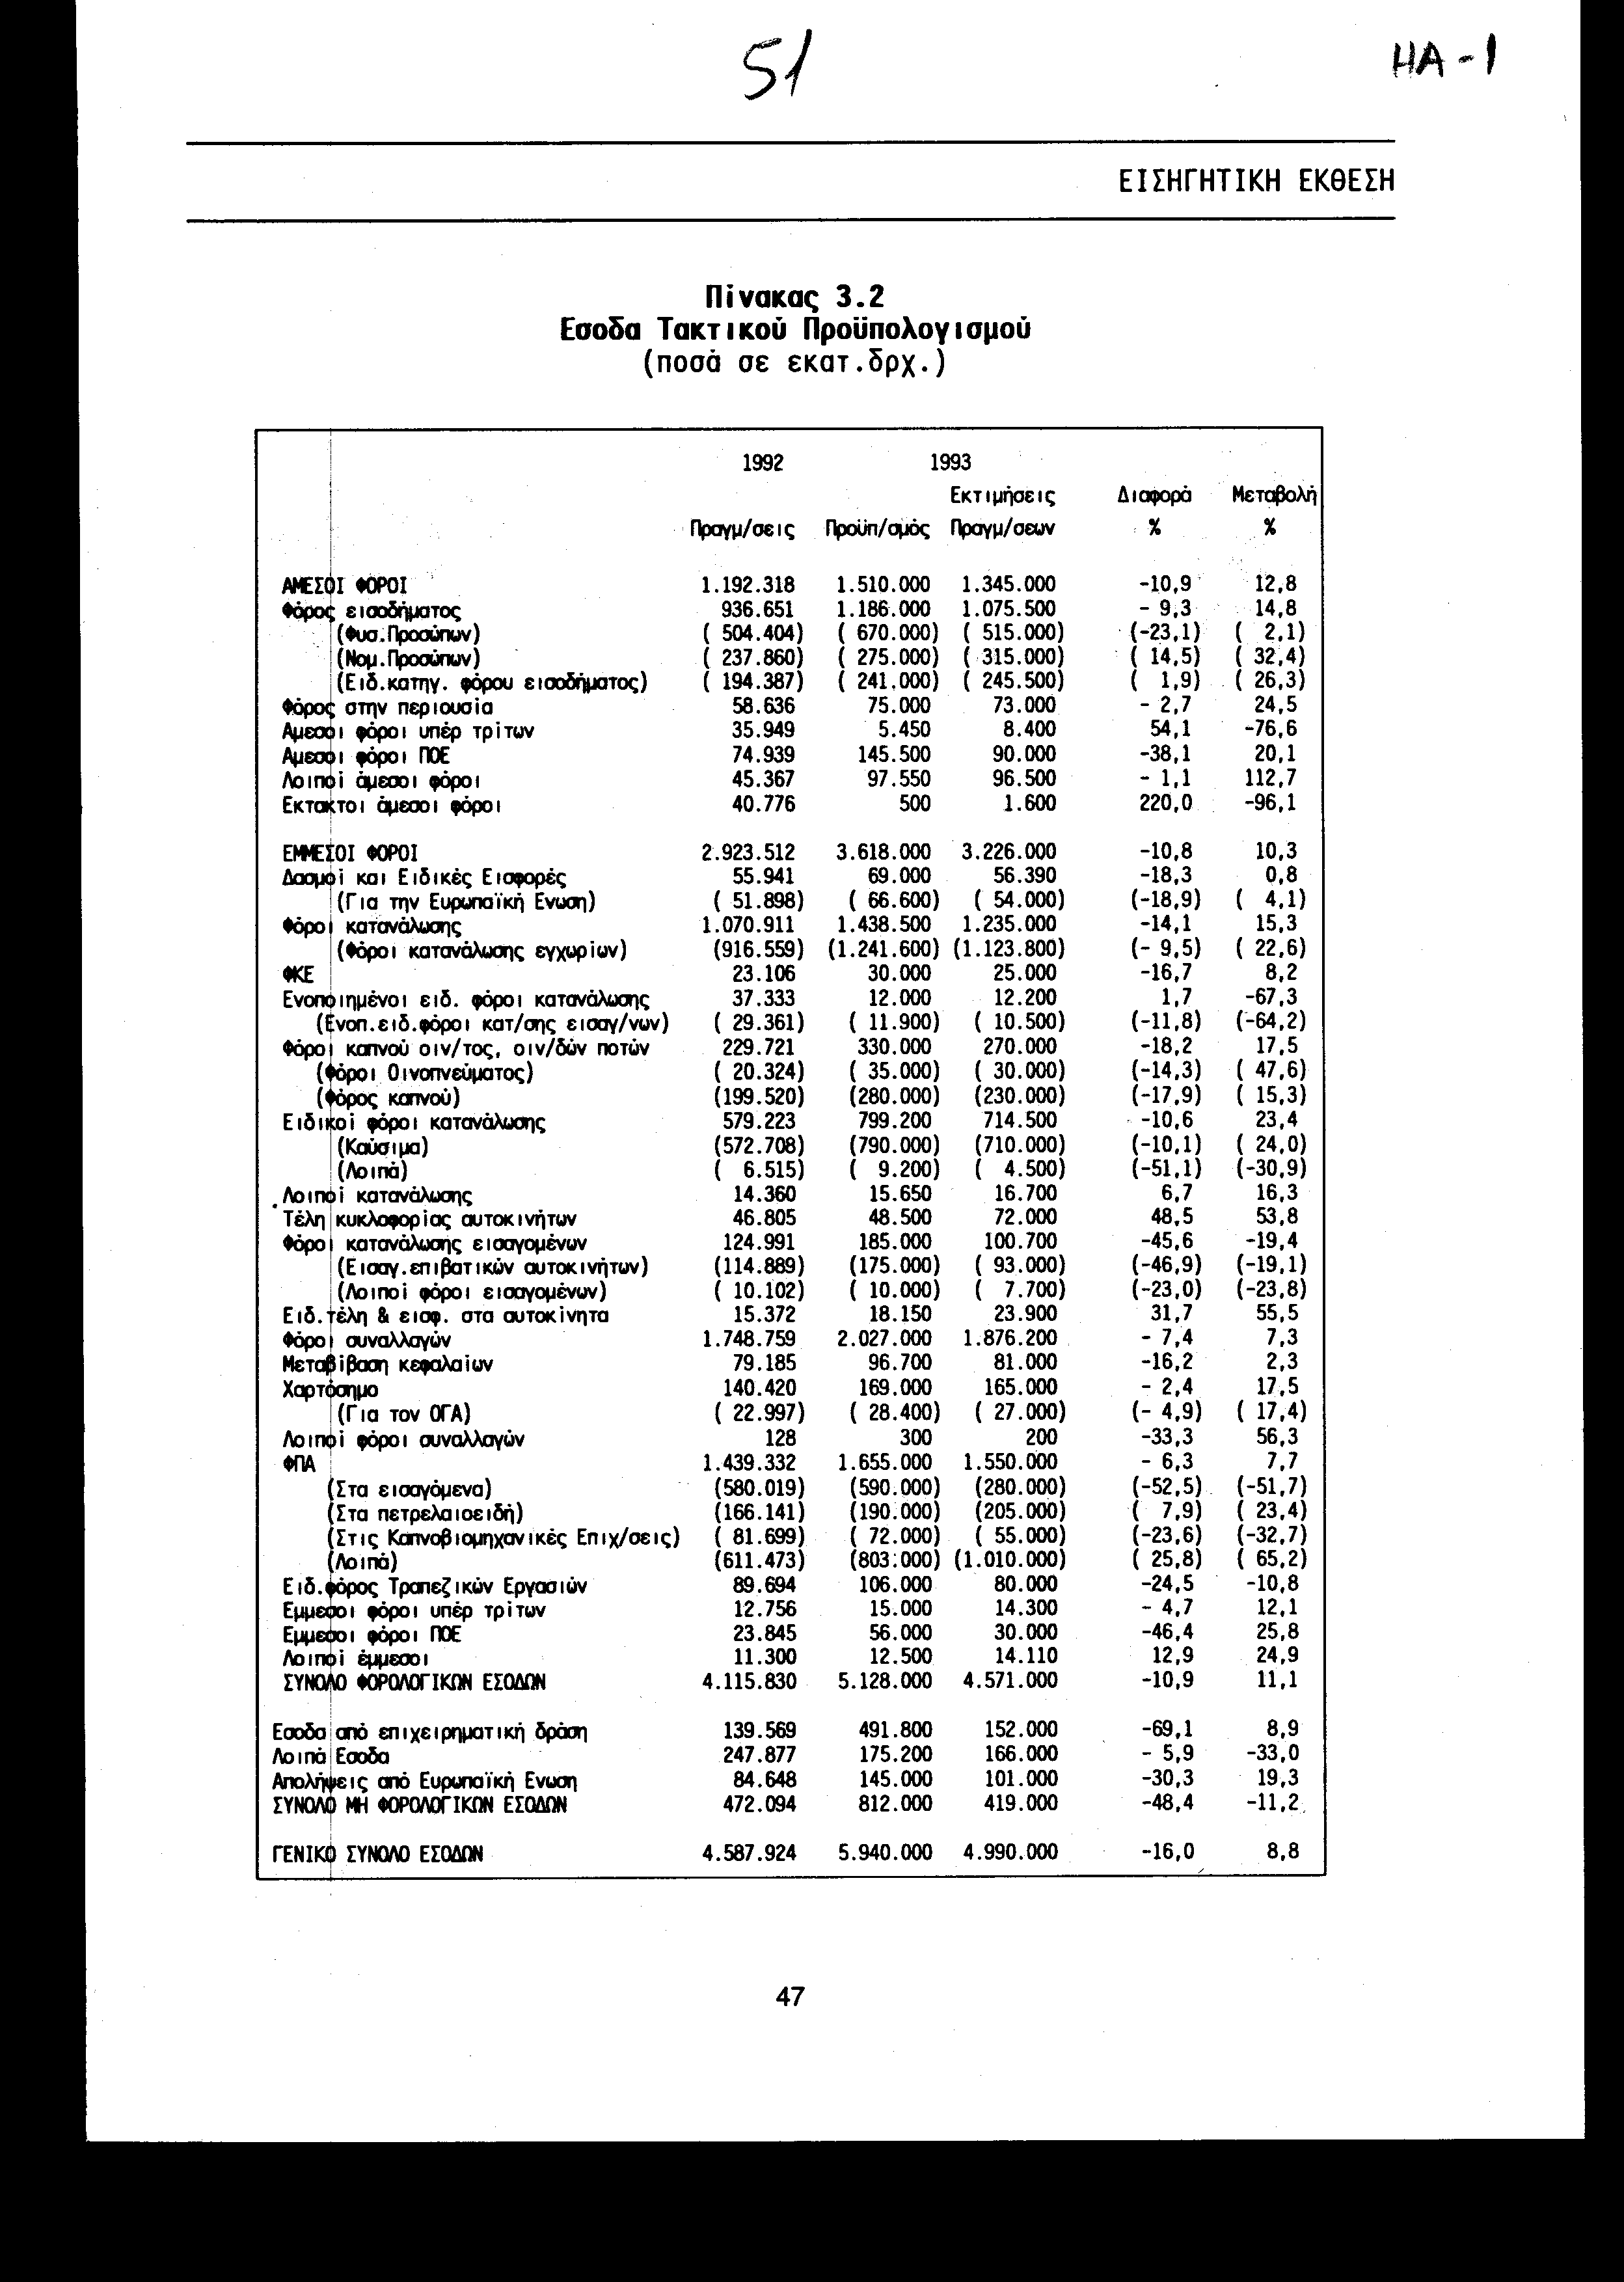 51
HA-1
ΕΙΣΗΓΗΤΙΚΗ ΕΚΘΕΣΗ
Πίνακας 3.2
Εσοδα Τακτικού Προϋπολογισμού
(ποσά σε εκατ.δρχ.)
1992 1993
Εκτιμήσεις Διαφορά Μεταβολή
Πραγμ/σεις Προϋπ/σμός Πραγμ/σεων % %
ΑΜΕΣΟΙ ΦΟΡΟΙ 1.192.318 1.510.000 1.345.000 -10,9 12,8
Φόρος εισοδήματος 936.651 1.186.000 1.075.500 - 9,3 14,8
(Φυσ.Προσώπων) ( 504.404) ( 670.000) ( 515.000) (-23,1) ( 2,1)
(Νομ.Προσώπων) ( 237.860) ( 275.000) ( 315.000) ( 14,5) ( 32,4)
(Ειδ.κατηγ. φόρου εισοδήματος) ( 194.387) ( 241.000) ( 245.500) ( 1,9) ( 26,3)
Φόρος στην περιουσία 58.636 75.000 73.000 - 2,7 24,5
Αμεσοι φόροι υπέρ τρίτων 35.949 5.450 8.400 54,1 -76,6
Αμεσοι φόροι ΠΟΕ 74.939 145.500 90.000 -38,1 20,1
Λοιποί άμεσοι φόροι 45.367 97.550 96.500 - 1,1 112,7
Εκτακτοι άμεσοι φόροι 40.776 500 1.600 220,0 -96,1
ΕΜΜΕΣΟΙ ΦΟΡΟΙ 2.923.512 3.618.000 3.226.000 -10,8 10,3
Δασμοί και Ειδικές Εισφορές 55.941 69.000 56.390 -18,3 0,8
(Για την Ευρωπαϊκή Ενωση) ( 51.898) ( 66.600) ( 54.000) (-18,9) ( 4,1)
Φόροι κατανάλωσης 1.070.911 1.438.500 1.235.000 -14,1 15,3
(Φόροι κατανάλωσης εγχωρίων) (916.559) (1.241.600) (1.123.800) (- 9,5) ( 22,6)
ΦΚΕ 23.106 30.000 25.000 -16,7 8,2
Ενοποιημένοι ειδ. φόροι κατανάλωσης 37.333 12.000 12.200 1,7 -67,3
(Ενοπ.ειδ.φόροι κατ/σης εισαγ/νων) ( 29.361) ( 11.900) ( 10.500) (-11,8) (-64,2)
Φόροι καπνού οιν/τος, οιν/δών ποτών 229.721 330.000 270.000 -18,2 17,5
(Φόροι Οινοπνεύματος) ( 20.324) ( 35.000) ( 30.000) (-14,3) ( 47,6)
(Φόρος καπνού) (199.520) (280.000) (230.000) (-17,9) ( 15,3)
Ειδικοί φόροι κατανάλωσης 579.223 799.200 714.500 -10,6 23,4
(Καύσιμα) (572.708) (790.000) (710.000) (-10,1) ( 24,0)
(Λοιπά) ( 6.515) ( 9.200) ( 4.500) (-51,1) (-30,9)
Λοιποί κατανάλωσης 14.360 15.650 16.700 6,7 16,3
Τέλη κυκλοφορίας αυτοκινήτων 46.805 48.500 72.000 48,5 53,8
Φόροι κατανάλωσης εισαγομένων 124.991 185.000 100.700 -45,6 -19,4
(Εισαγ.επιβατικών αυτοκινήτων) (114.889) (175.000) ( 93.000) (-46,9) (-19,1)
(Λοιποί φόροι εισαγομένων) ( 10.102) ( 10.000) ( 7.700) (-23,0) (-23,8)
Ειδ.τέλη & εισφ. στα αυτοκίνητα 15.372 18.150 23.900 31,7 55,5
Φόροι συναλλαγών 1.748.759 2.027.000 1.876.200 - 7,4 7,3
Μεταβίβαση κεφαλαίων 79.185 96.700 81.000 -16,2 2,3
Χαρτόσημο 140.420 169.000 165.000 - 2,4 17,5
(Για τον ΟΓΑ) ( 22.997) ( 28.400) ( 27.000) (- 4,9) ( 17,4)
Λοιποί φόροι συναλλαγών 128 300 200 -33,3 56,3
ΦΠΑ 1.439.332 1.655.000 1.550.000 - 6,3 7,7
(Στα εισαγόμενα) (580.019) (590.000) (280.000) (-52,5) (-51,7)
(Στα πετρελαιοειδή) (166.141) (190.000) (205.000) ( 7,9) ( 23,4)
(Στις Καπνοβιομηχανικές Επιχ/σεις) ( 81.699) ( 72.000) ( 55.000) (-23,6) (-32,7)
(Λοιπά) (611.473) (803.000) (1.010.000) ( 25,8) ( 65,2)
Ειδ.φόρος Τραπεζικών Εργασιών 89.694 106.000 80.000 -24,5 -10,8
Εμμεσοι φόροι υπέρ τρίτων 12.756 15.000 14.300 - 4,7 12,1
Εμμεσοι φόροι ΠΟΕ 23.845 56.000 30.000 -46,4 25,8
Λοιποί έμμεσοι 11.300 12.500 14.110 12,9 24,9
ΣΥΝΟΛΟ ΦΟΡΟΛΟΓΙΚΩΝ ΕΣΟΔΩΝ 4.115.830 5.128.000 4.571.000 -10,9 11,1
Εσοδα από επιχειρηματική δράση 139.569 491.800 152.000 -69,1 8,9
Λοιπά Εσοδα 247.877 175.200 166.000 - 5,9 -33,0
Απολήψεις από Ευρωπαϊκή Ενωση 84.648 145.000 101.000 -30,3 19,3
ΣΥΝΟΛΟ ΜΗ ΦΟΡΟΛΟΓΙΚΩΝ ΕΣΟΔΩΝ 472.094 812.000 419.000 -48,4 -11,2
ΓΕΝΙΚΟ ΣΥΝΟΛΟ ΕΣΟΔΩΝ 4.587.924 5.940.000 4.990.000 -16,0 8,8
47